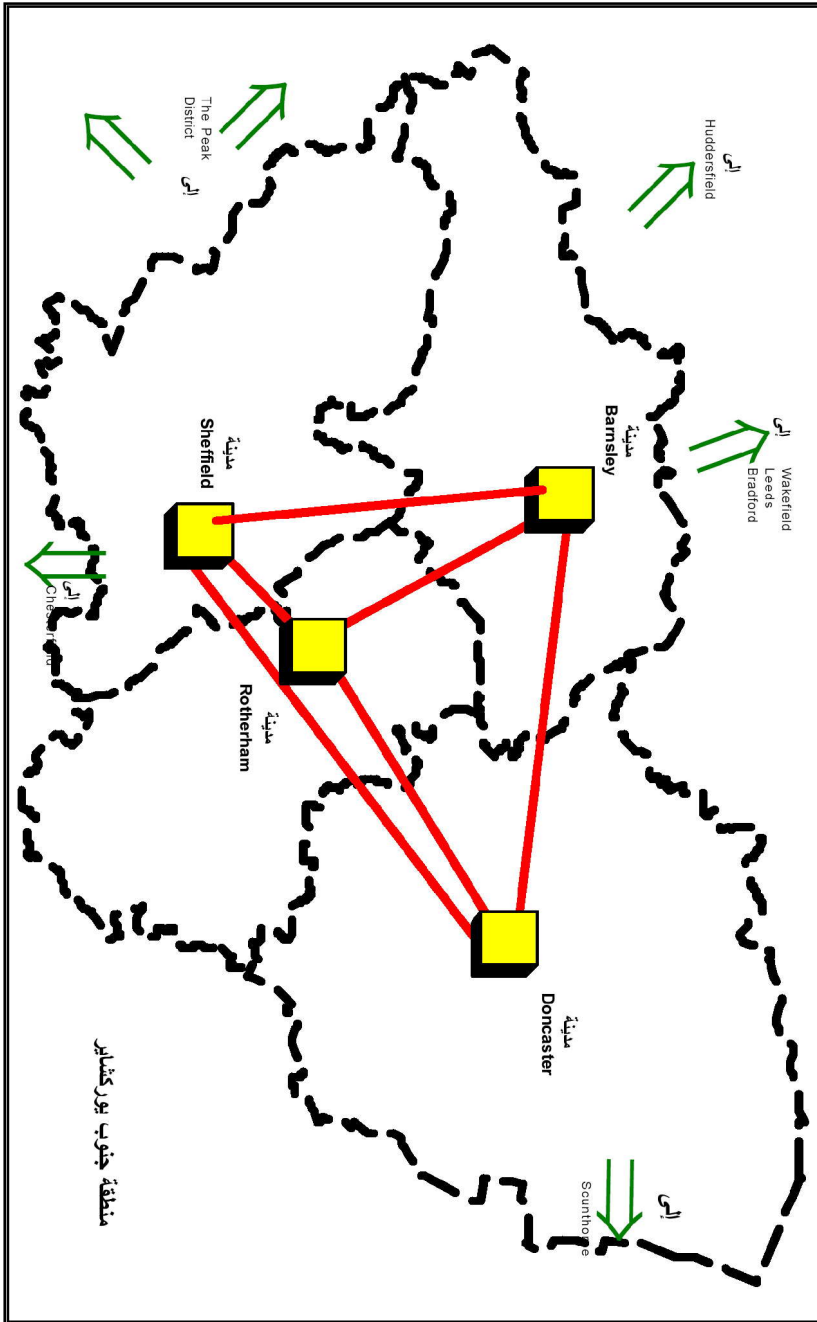 إلى
Huddersfield
إلى
Wakefield
Leeds
Bradford
مدينة
Barnsley
إلى
Scunthorpe
مدينة
Doncaster
The Peak
District
إلى
مدينة
Sheffield
مدينة
Rotherham
إلى
Chesterfield
منطقة جنوب يوركشاير